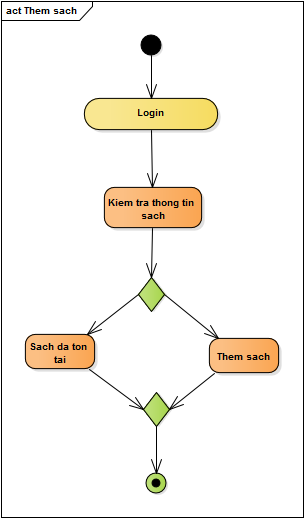 act Them sach
Login
Kiem tra thong tin
sach
Sach da ton
tai
Them sach